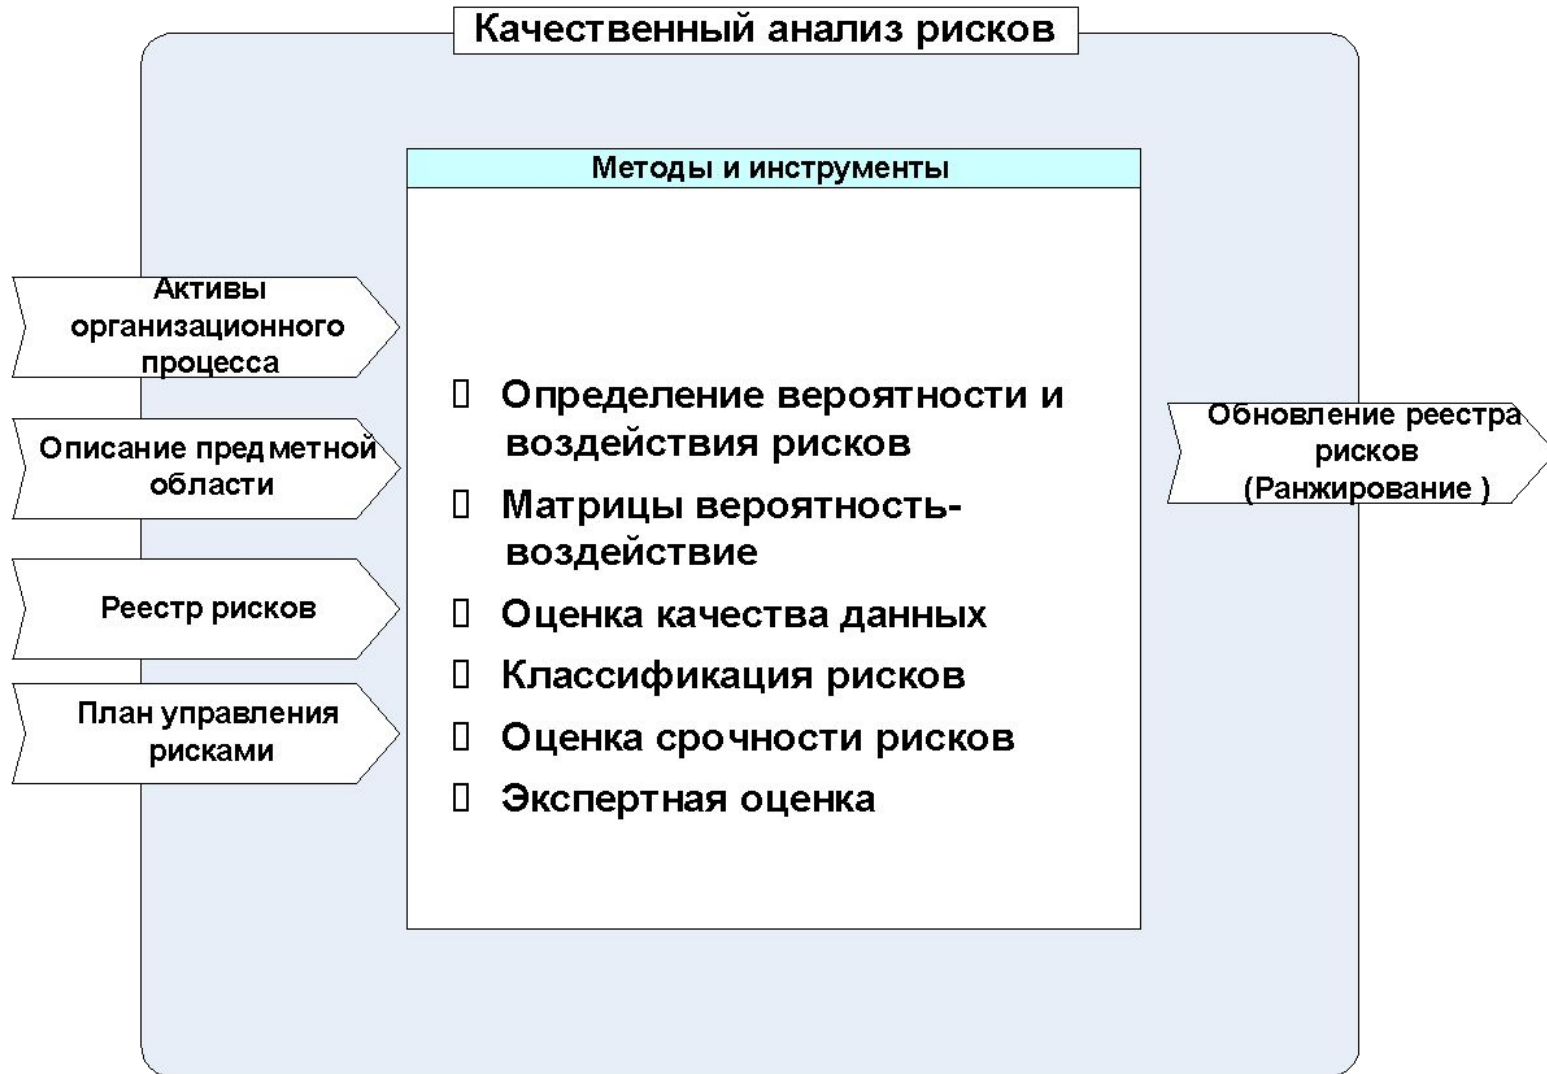 Качественный анализ рисков
Методы и инструменты
Активы
организационного
процесса
Описание предметной
области
Реестр рисков
План управления
рисками
Определение вероятности и
воздействия рисков
Матрицы вероятность-
воздействие
Оценка качества данных
Классификация рисков
Оценка срочности рисков
Экспертная оценка
Обновление реестра
рисков
(Ранжирование )